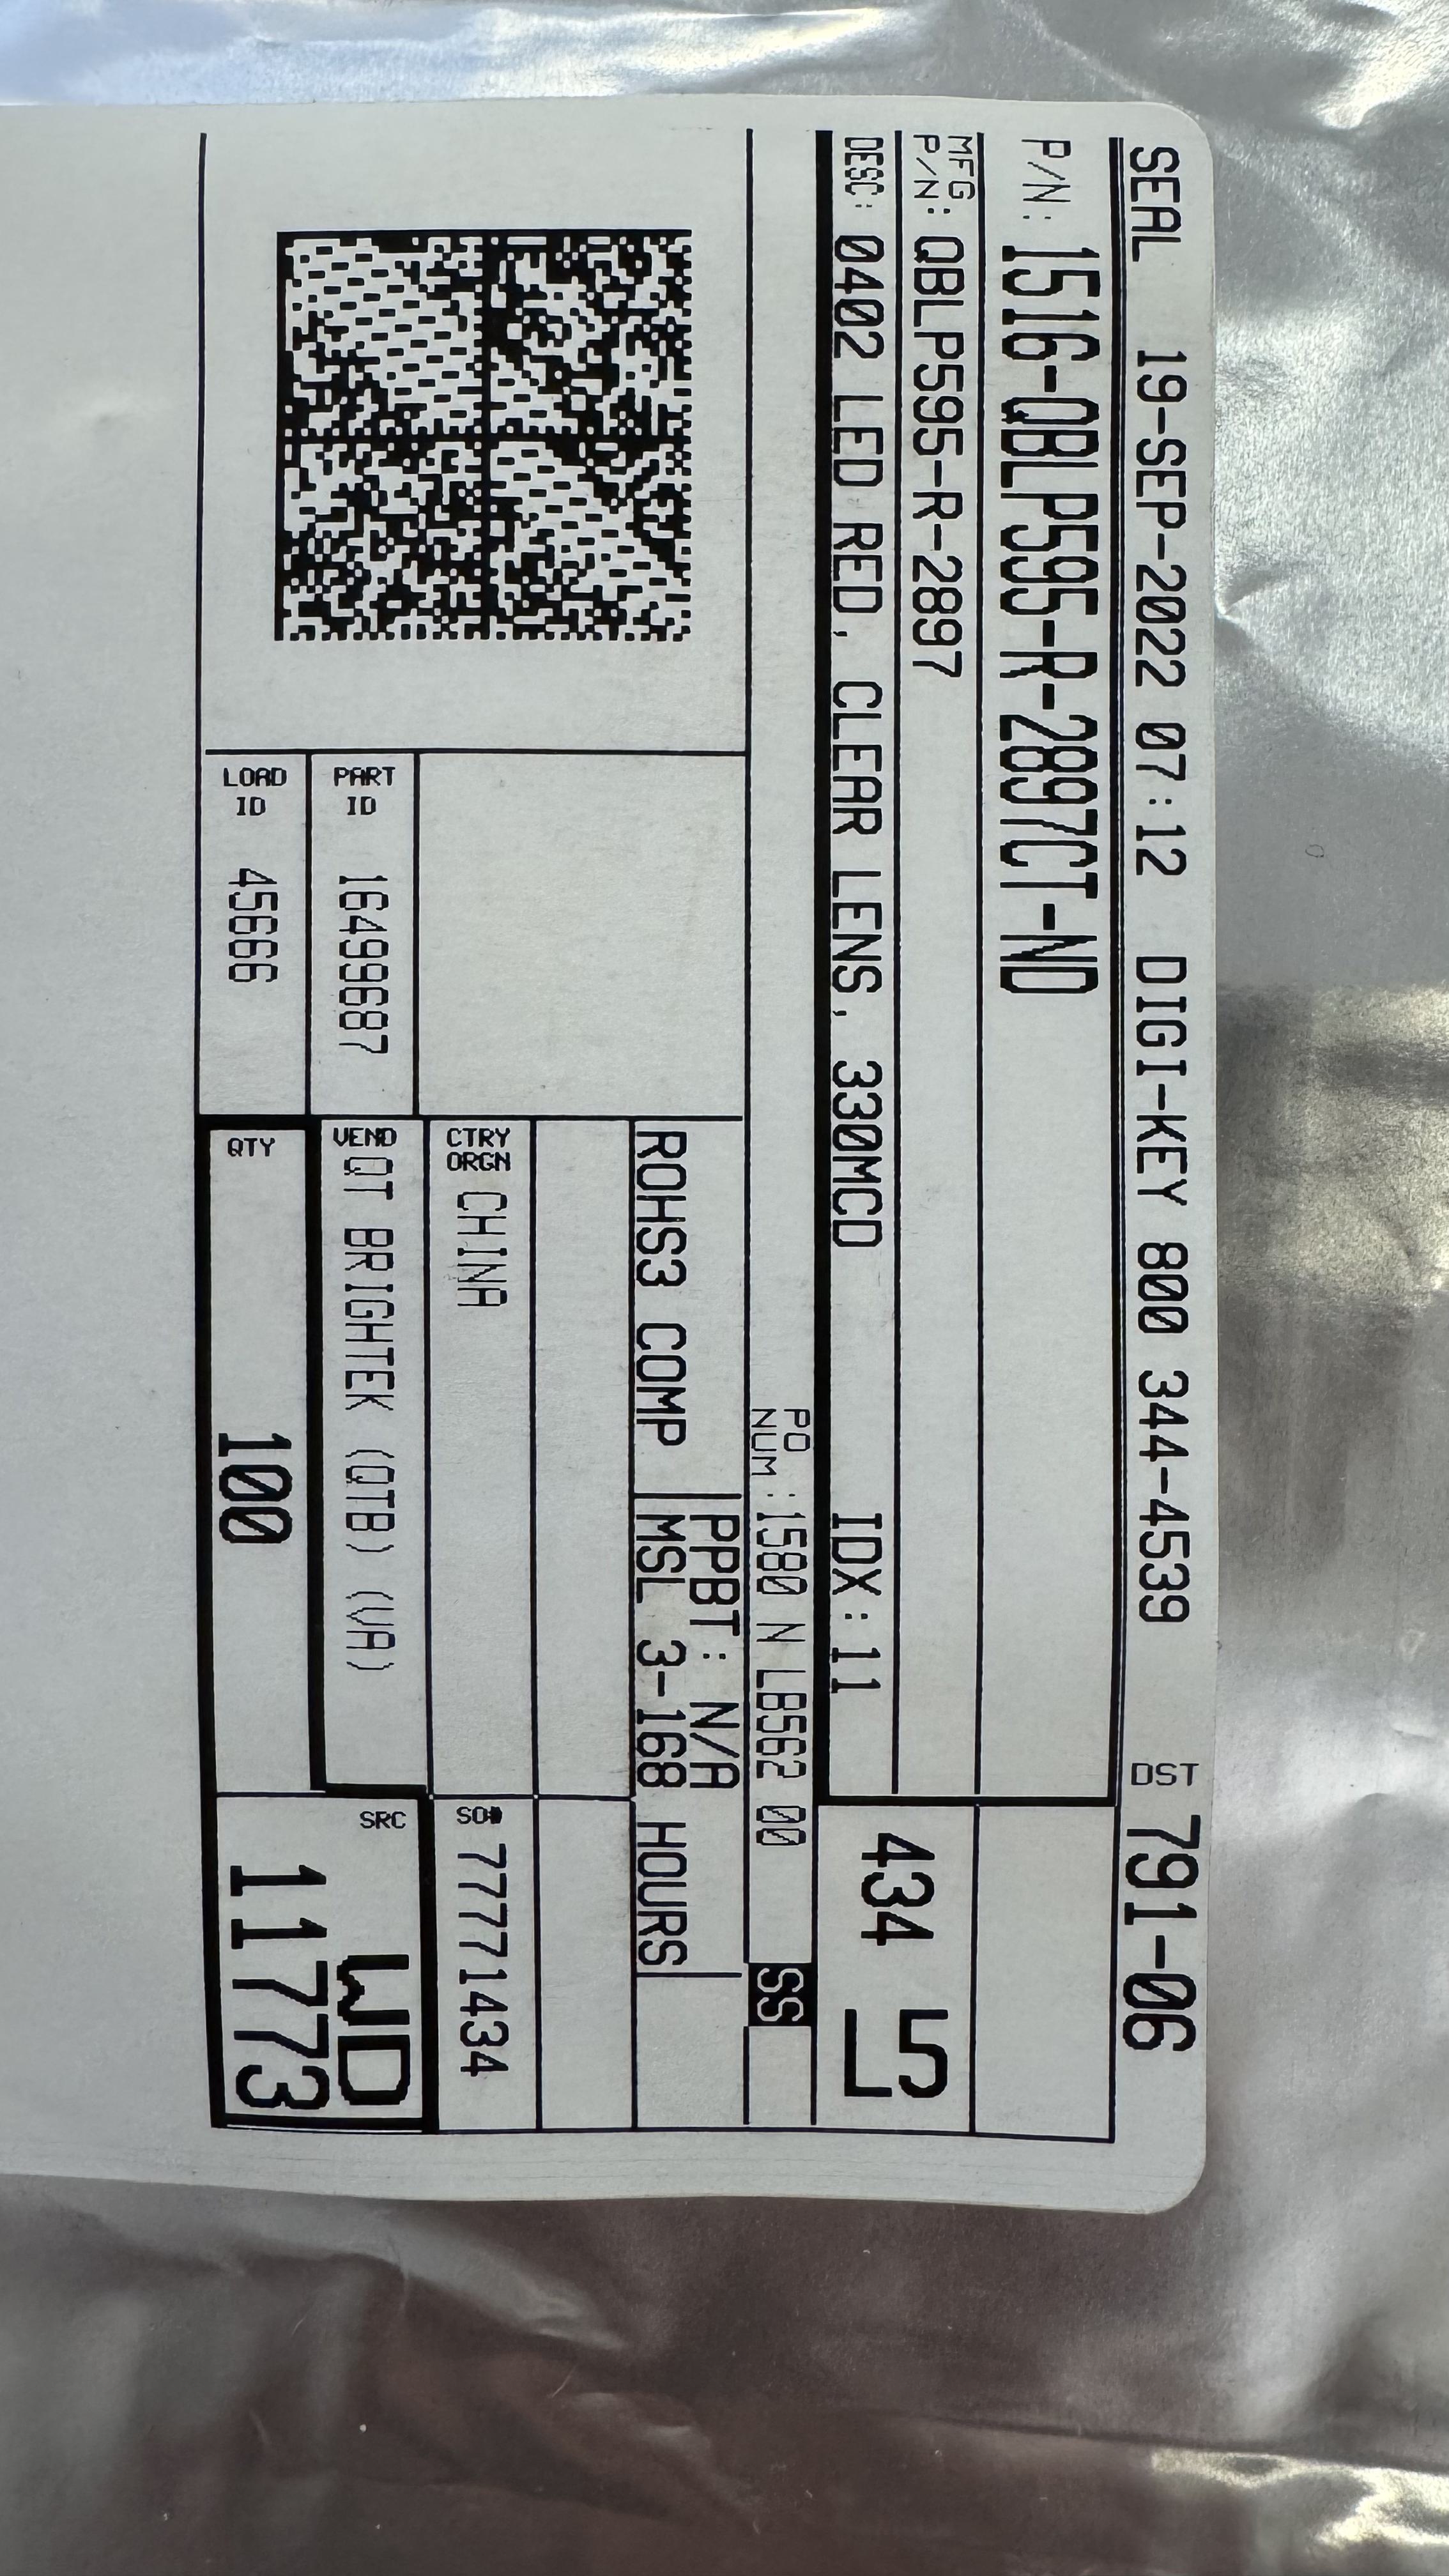 SEAL 19-SEP-2022 07:12 DIGI-KEY 800 344-4539 DST 791-06
P/N: 1516-QBLP595-R-2897CT-ND
MFG
P/N: QBLP595-R-2897
DESC: 0402 LED RED, CLEAR LENS, 330MCD IDX:11
434 L5
PO
NUM: 1580 N LB562 00 SS
ROHS3 COMP
PPBT: N/A
MSL 3-168 HOURS
CTRY
ORGN CHINA
SO# 77771434
PART
ID 16499687
VEND QT BRIGHTEK (QTB) (VA)
LOAD
ID 45666
QTY 100
SRC WD
11773